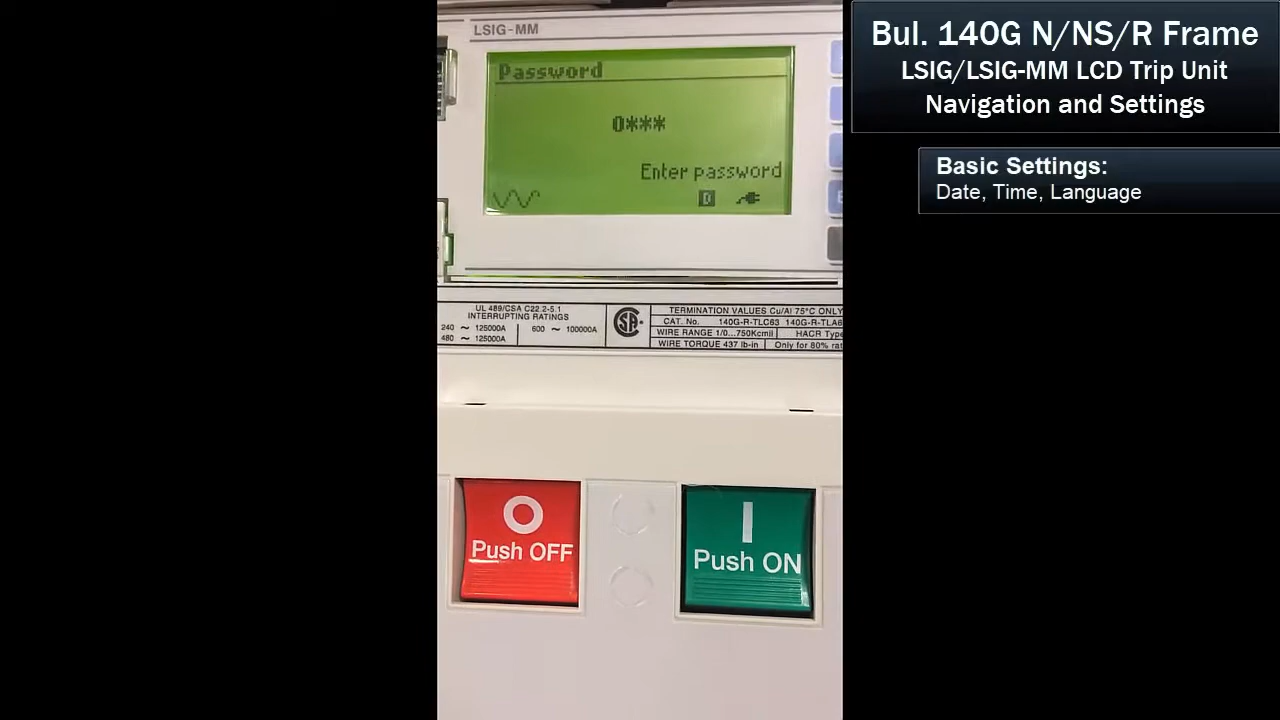 LSIG-MM
Password
0***
Enter password
D
UL 489/CSA C22.2-5.1
INTERRUPTING RATINGS
240 ~ 125000A
480 ~ 125000A
600 ~ 100000A
TERMINATION VALUES Cu/Al 75°C ONLY
CAT. No. 140G-R-TLC63 140G-R-TLA6
WIRE RANGE 1/0...750Kcmil HACR Type
WIRE TORQUE 437 lb-in Only for 80% rat
O
Push OFF
I
Push ON
Bul. 140G N/NS/R Frame
LSIG/LSIG-MM LCD Trip Unit
Navigation and Settings
Basic Settings:
Date, Time, Language